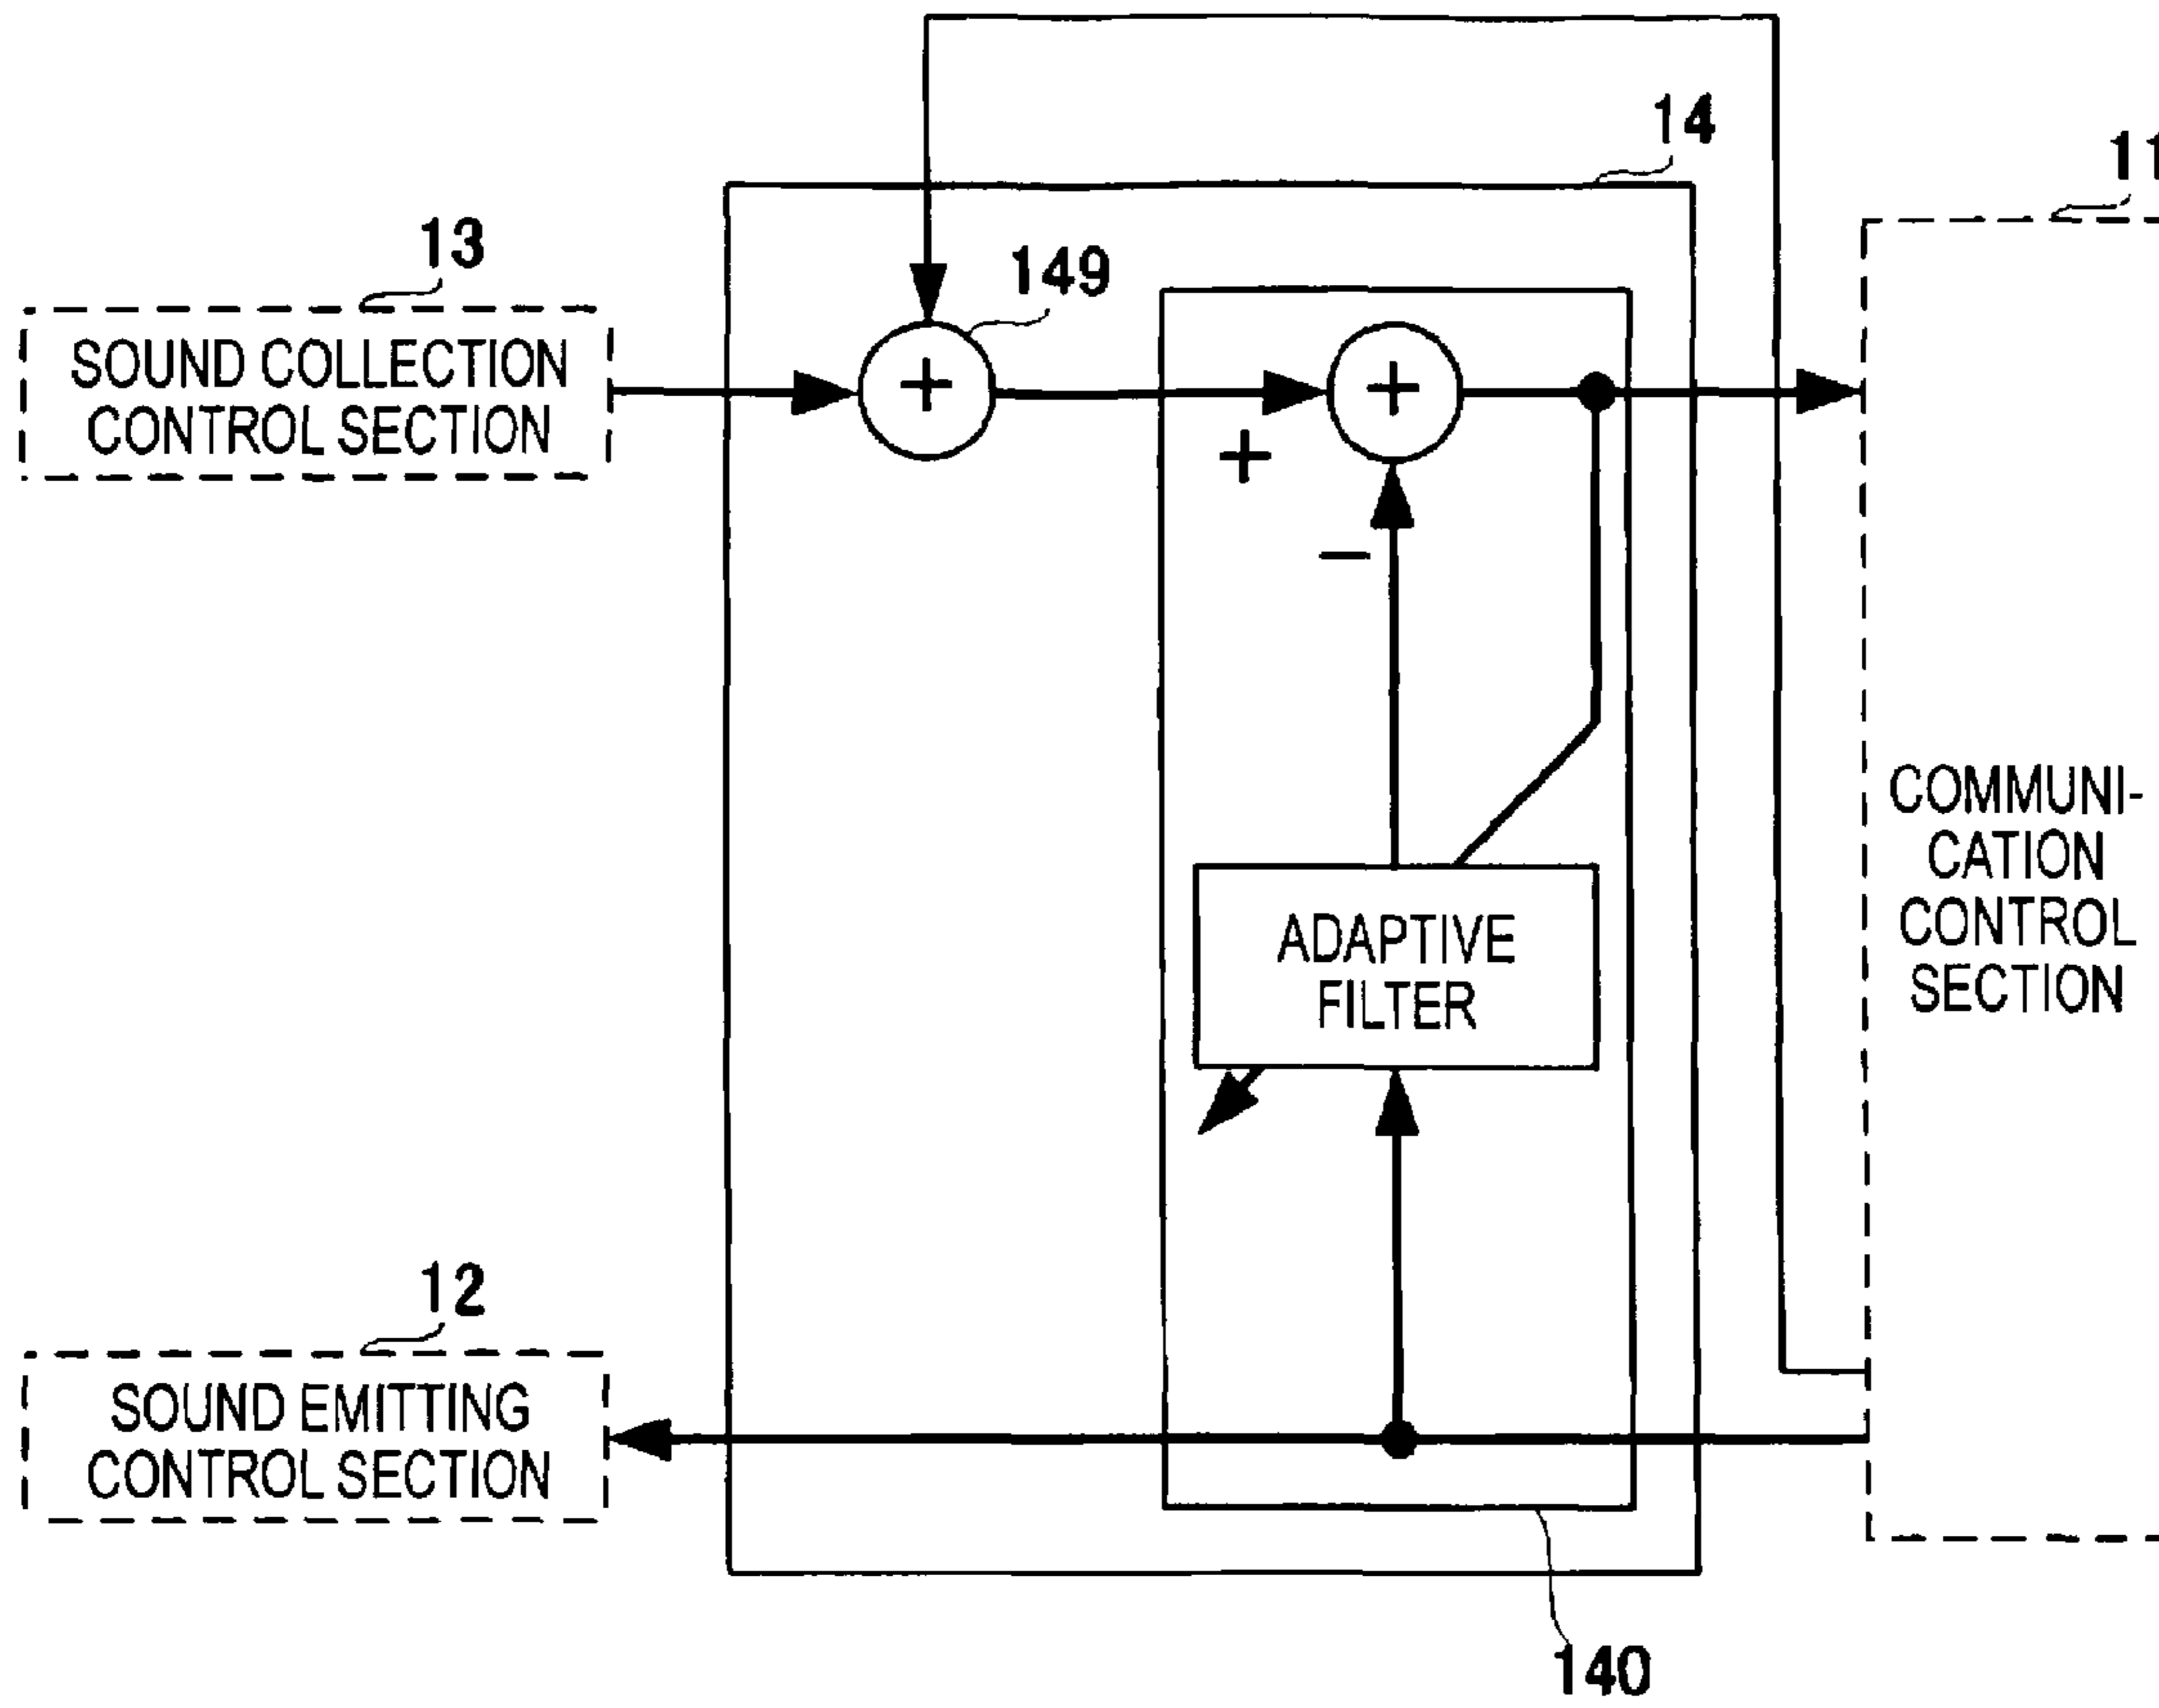 14
11
13
149
SOUND COLLECTION
CONTROL SECTION
+
+
+
−
COMMUNI-
CATION
CONTROL
SECTION
ADAPTIVE
FILTER
12
SOUND EMITTING
CONTROL SECTION
140